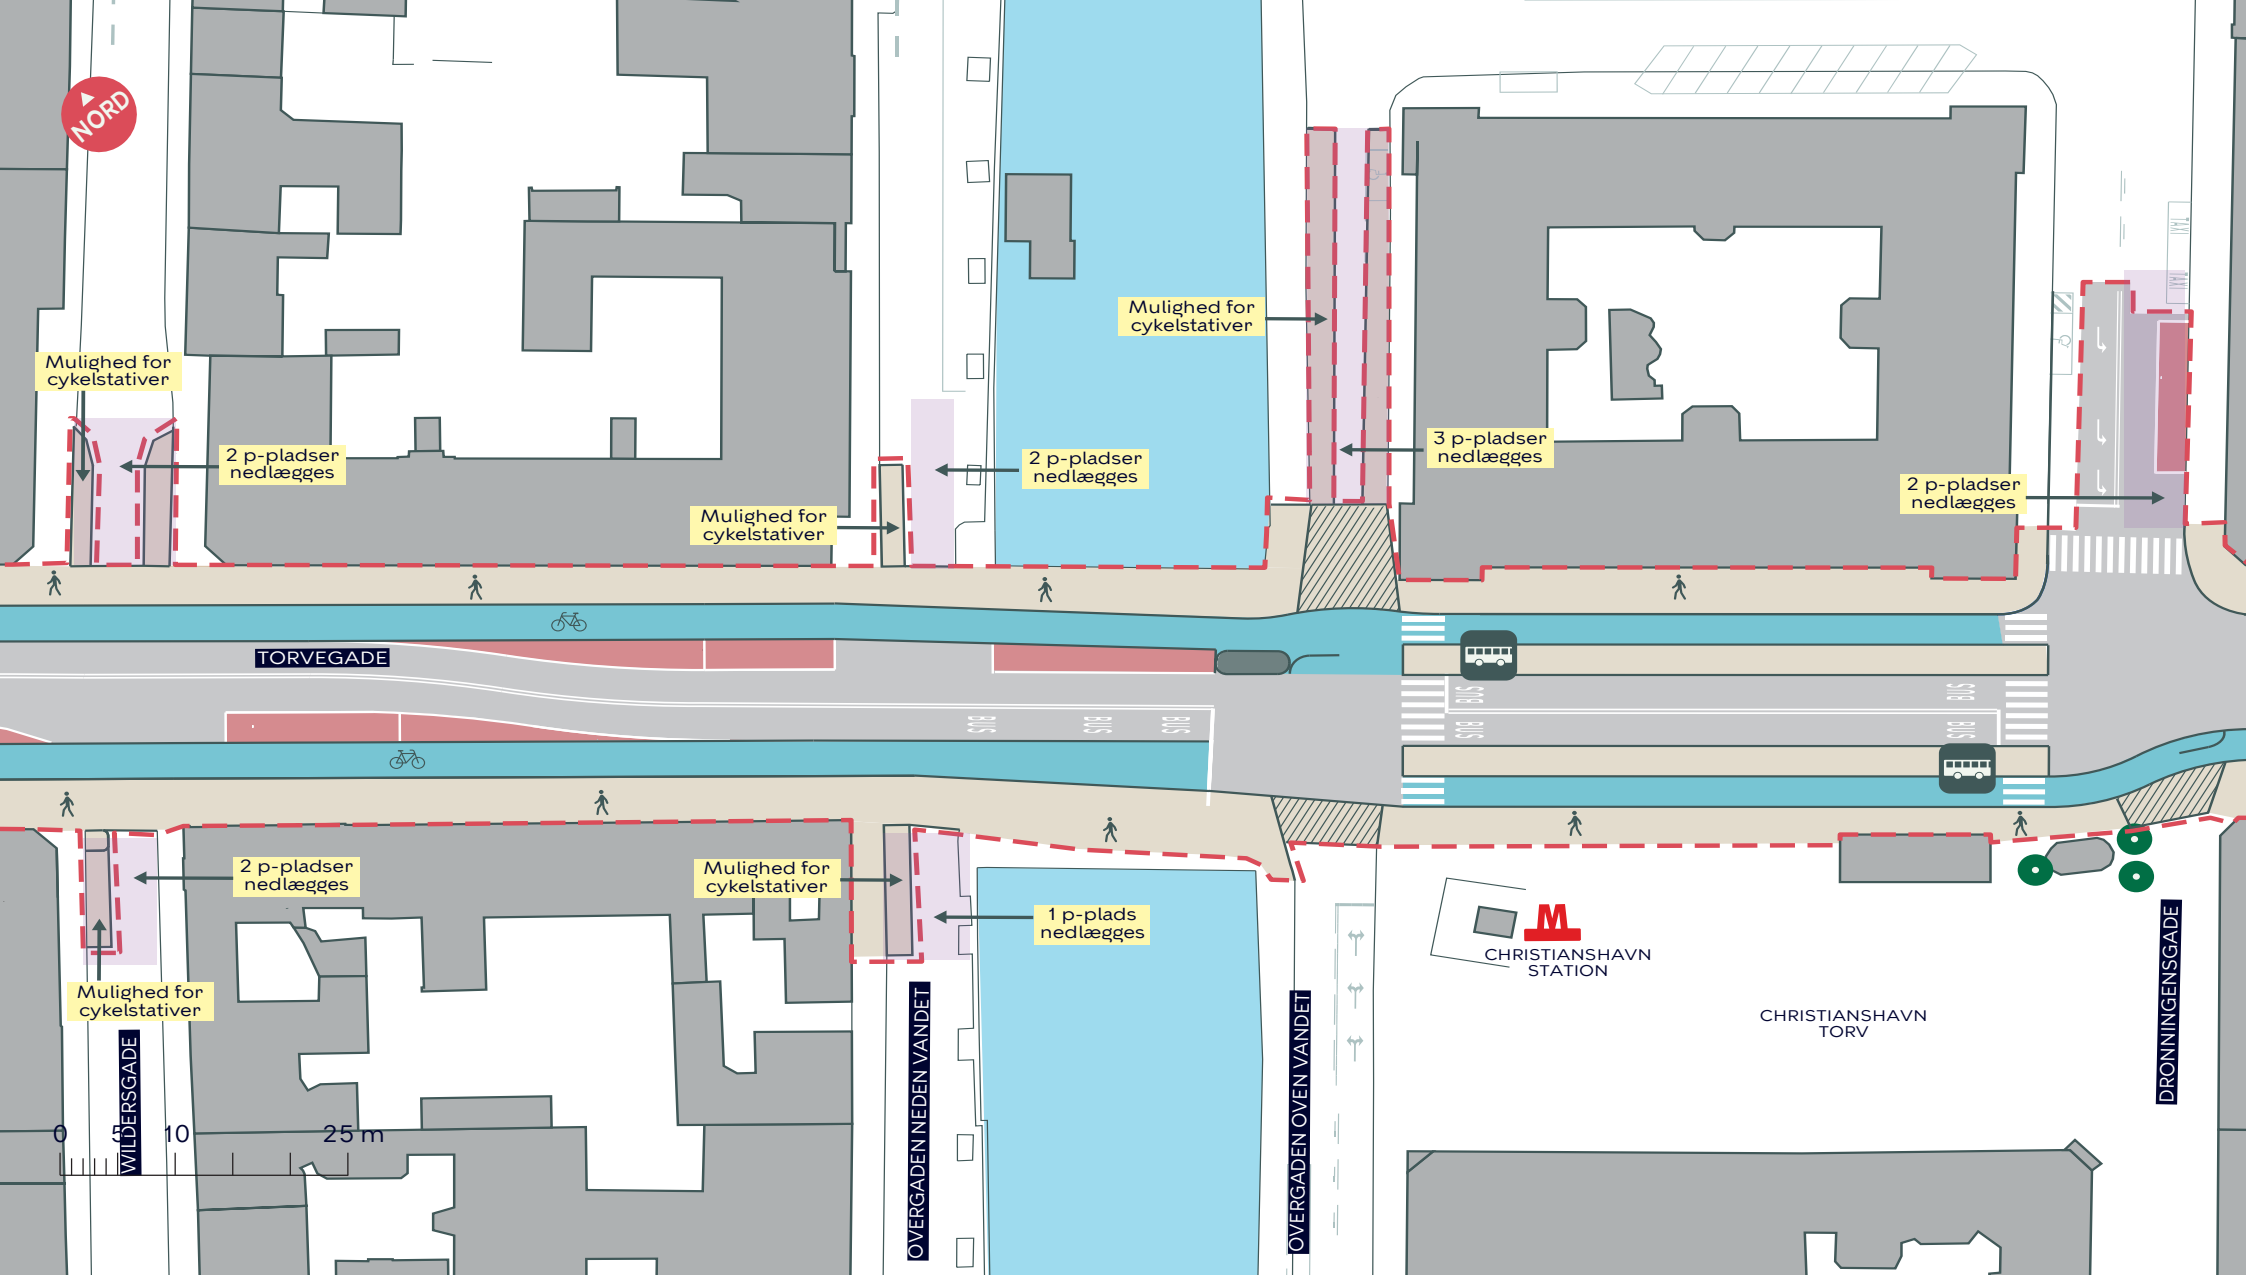 NORD
Mulighed for
cykelstativer
2 p-pladser
nedlægges
Mulighed for
cykelstativer
2 p-pladser
nedlægges
Mulighed for
cykelstativer
3 p-pladser
nedlægges
2 p-pladser
nedlægges
TAXI
TAXI
TORVEGADE
BUS
BUS
BUS
BUS
BUS
BUS
BUS
2 p-pladser
nedlægges
Mulighed for
cykelstativer
Mulighed for
cykelstativer
1 p-plads
nedlægges
M
CHRISTIANSHAVN
STATION
CHRISTIANSHAVN
TORV
WILDERSGADE
OVERGADEN NEDEN VANDET
OVERGADEN OVEN VANDET
DRONNINGENSGADE
0 5 10 25 m